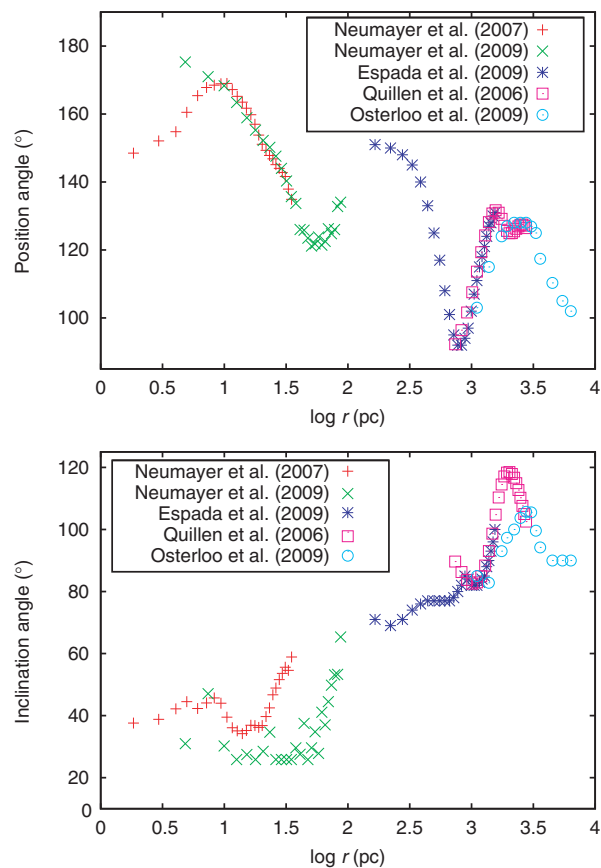 Neumayer et al. (2007)
Neumayer et al. (2009)
Espada et al. (2009)
Quillen et al. (2006)
Osterloo et al. (2009)
180
160
140
120
100
Position angle (°)
0 0.5 1 1.5 2 2.5 3 3.5 4
log r (pc)
Neumayer et al. (2007)
Neumayer et al. (2009)
Espada et al. (2009)
Quillen et al. (2006)
Osterloo et al. (2009)
120
100
80
60
40
20
0
Inclination angle (°)
0 0.5 1 1.5 2 2.5 3 3.5 4
log r (pc)